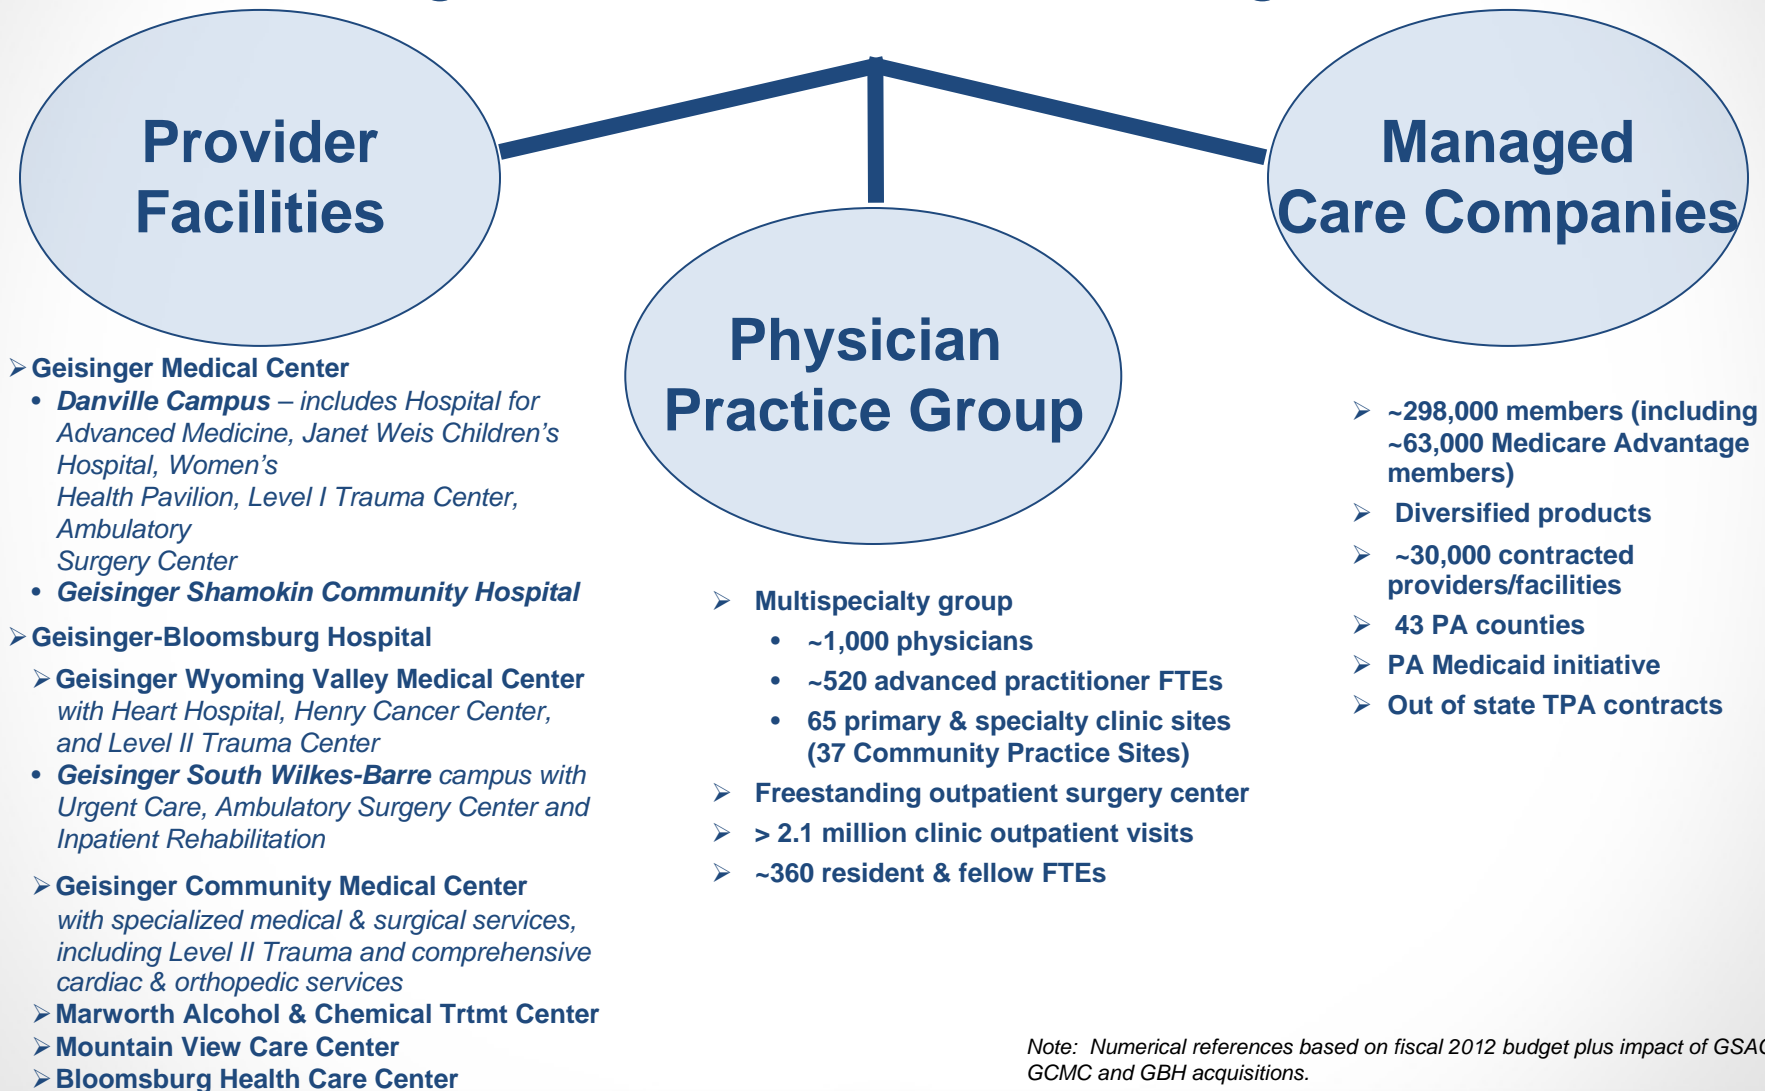 Provider
Facilities
Managed
Care Companies
Physician
Practice Group
➢ Geisinger Medical Center
• Danville Campus – includes Hospital for
Advanced Medicine, Janet Weis Children's
Hospital, Women's
Health Pavilion, Level I Trauma Center,
Ambulatory
Surgery Center
• Geisinger Shamokin Community Hospital
➢ Geisinger-Bloomsburg Hospital
➢ Geisinger Wyoming Valley Medical Center
with Heart Hospital, Henry Cancer Center,
and Level II Trauma Center
• Geisinger South Wilkes-Barre campus with
Urgent Care, Ambulatory Surgery Center and
Inpatient Rehabilitation
➢ Geisinger Community Medical Center
with specialized medical & surgical services,
including Level II Trauma and comprehensive
cardiac & orthopedic services
➢ Marworth Alcohol & Chemical Trtmt Center
➢ Mountain View Care Center
➢ Bloomsburg Health Care Center
➢ Multispecialty group
• ~1,000 physicians
• ~520 advanced practitioner FTEs
• 65 primary & specialty clinic sites
(37 Community Practice Sites)
➢ Freestanding outpatient surgery center
➢ > 2.1 million clinic outpatient visits
➢ ~360 resident & fellow FTEs
➢ ~298,000 members (including
~63,000 Medicare Advantage
members)
➢ Diversified products
➢ ~30,000 contracted
providers/facilities
➢ 43 PA counties
➢ PA Medicaid initiative
➢ Out of state TPA contracts
Note: Numerical references based on fiscal 2012 budget plus impact of
GCMC and GBH acquisitions.